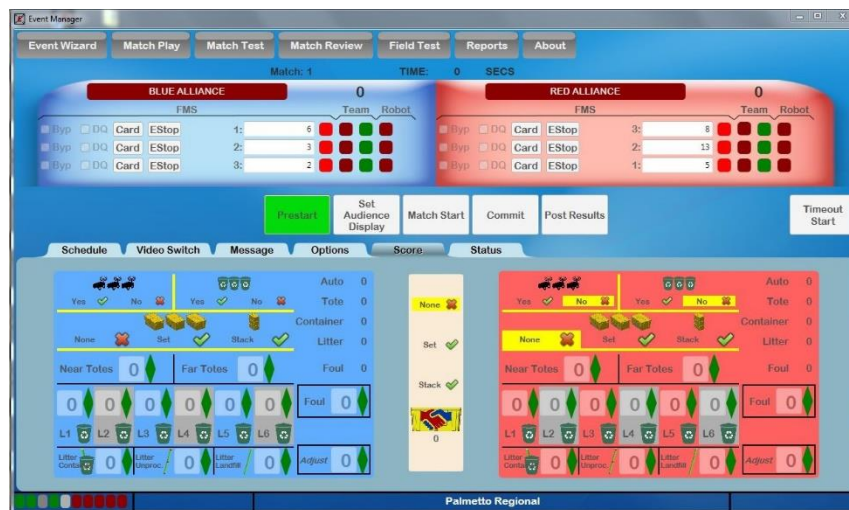 Event Manager
Event Wizard Match Play Match Test Match Review Field Test Reports About
Match: 1 TIME: 0 SECS
BLUE ALLIANCE 0 RED ALLIANCE 0
FMS Team Robot FMS Team Robot
Byp DQ Card EStop 1: 6 Byp DQ Card EStop 3: 8
Byp DQ Card EStop 2: 3 Byp DQ Card EStop 2: 13
Byp DQ Card EStop 3: 2 Byp DQ Card EStop 1: 5
Prestart Set Audience Display Match Start Commit Post Results Timeout Start
Schedule Video Switch Message Options Score Status
Auto 0 Auto 0
Yes No Yes No Tote 0 None Yes No Yes No Tote 0
Container 0 Container 0
None Set Stack Litter 0 Set None Set Stack Litter 0
Near Totes 0 Far Totes 0 Foul 0 Near Totes 0 Far Totes 0 Foul 0
Stack
0 0 0 0 0 0 Foul 0 0 0 0 0 0 0 Foul 0
L1 L2 L3 L4 L5 L6 0 L1 L2 L3 L4 L5 L6
Litter 0 Litter Unproc. 0 Litter Landfill 0 Adjust 0 Litter 0 Litter Unproc. 0 Litter Landfill 0 Adjust 0
Palmetto Regional